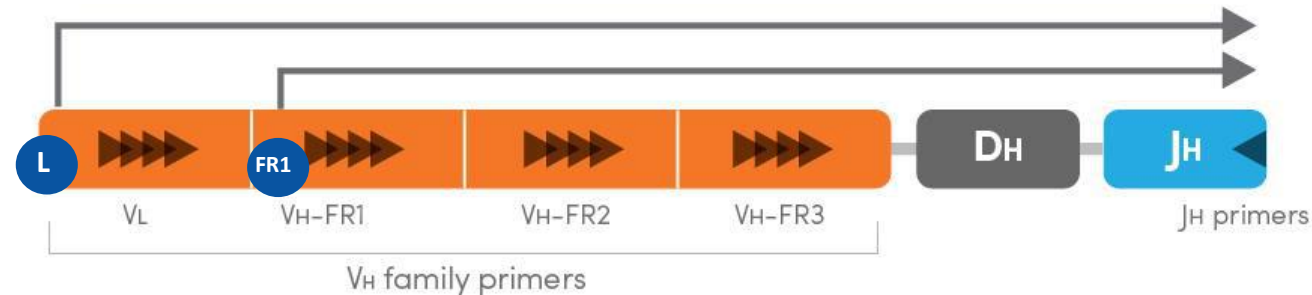 L
FR1
DH
JH
VL
VH-FR1
VH-FR2
VH-FR3
JH primers
VH family primers